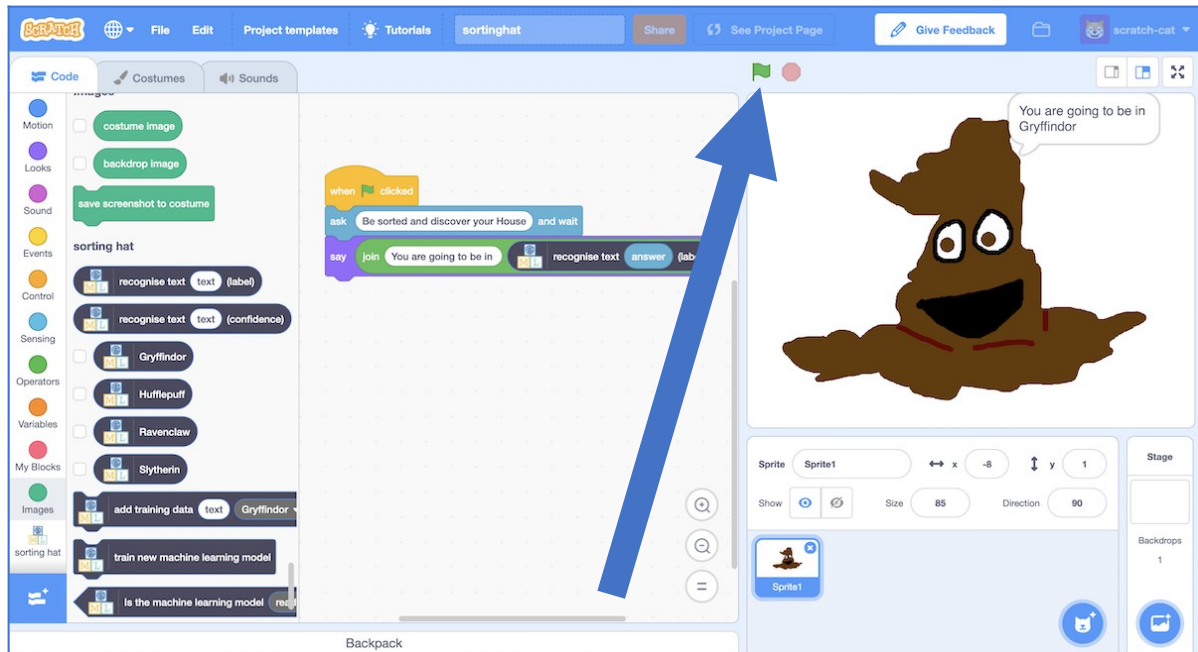 SCRATCH File Edit Project templates Tutorials sortinghat Share See Project Page Give Feedback scratch-cat
Code Costumes Sounds
Motion
Looks
Sound
Events
Control
Sensing
Operators
Variables
My Blocks
Images
sorting hat
costume image
backdrop image
save screenshot to costume
sorting hat
recognise text text (label)
recognise text text (confidence)
Gryffindor
Hufflepuff
Ravenclaw
Slytherin
add training data text Gryffindor
train new machine learning model
Is the machine learning model
when clicked
ask Be sorted and discover your House and wait
say join You are going to be in recognise text answer
Backpack
You are going to be in
Gryffindor
Sprite Sprite1 x -8 y 1
Show Size 85 Direction 90
Sprite1
Stage
Backdrops
1